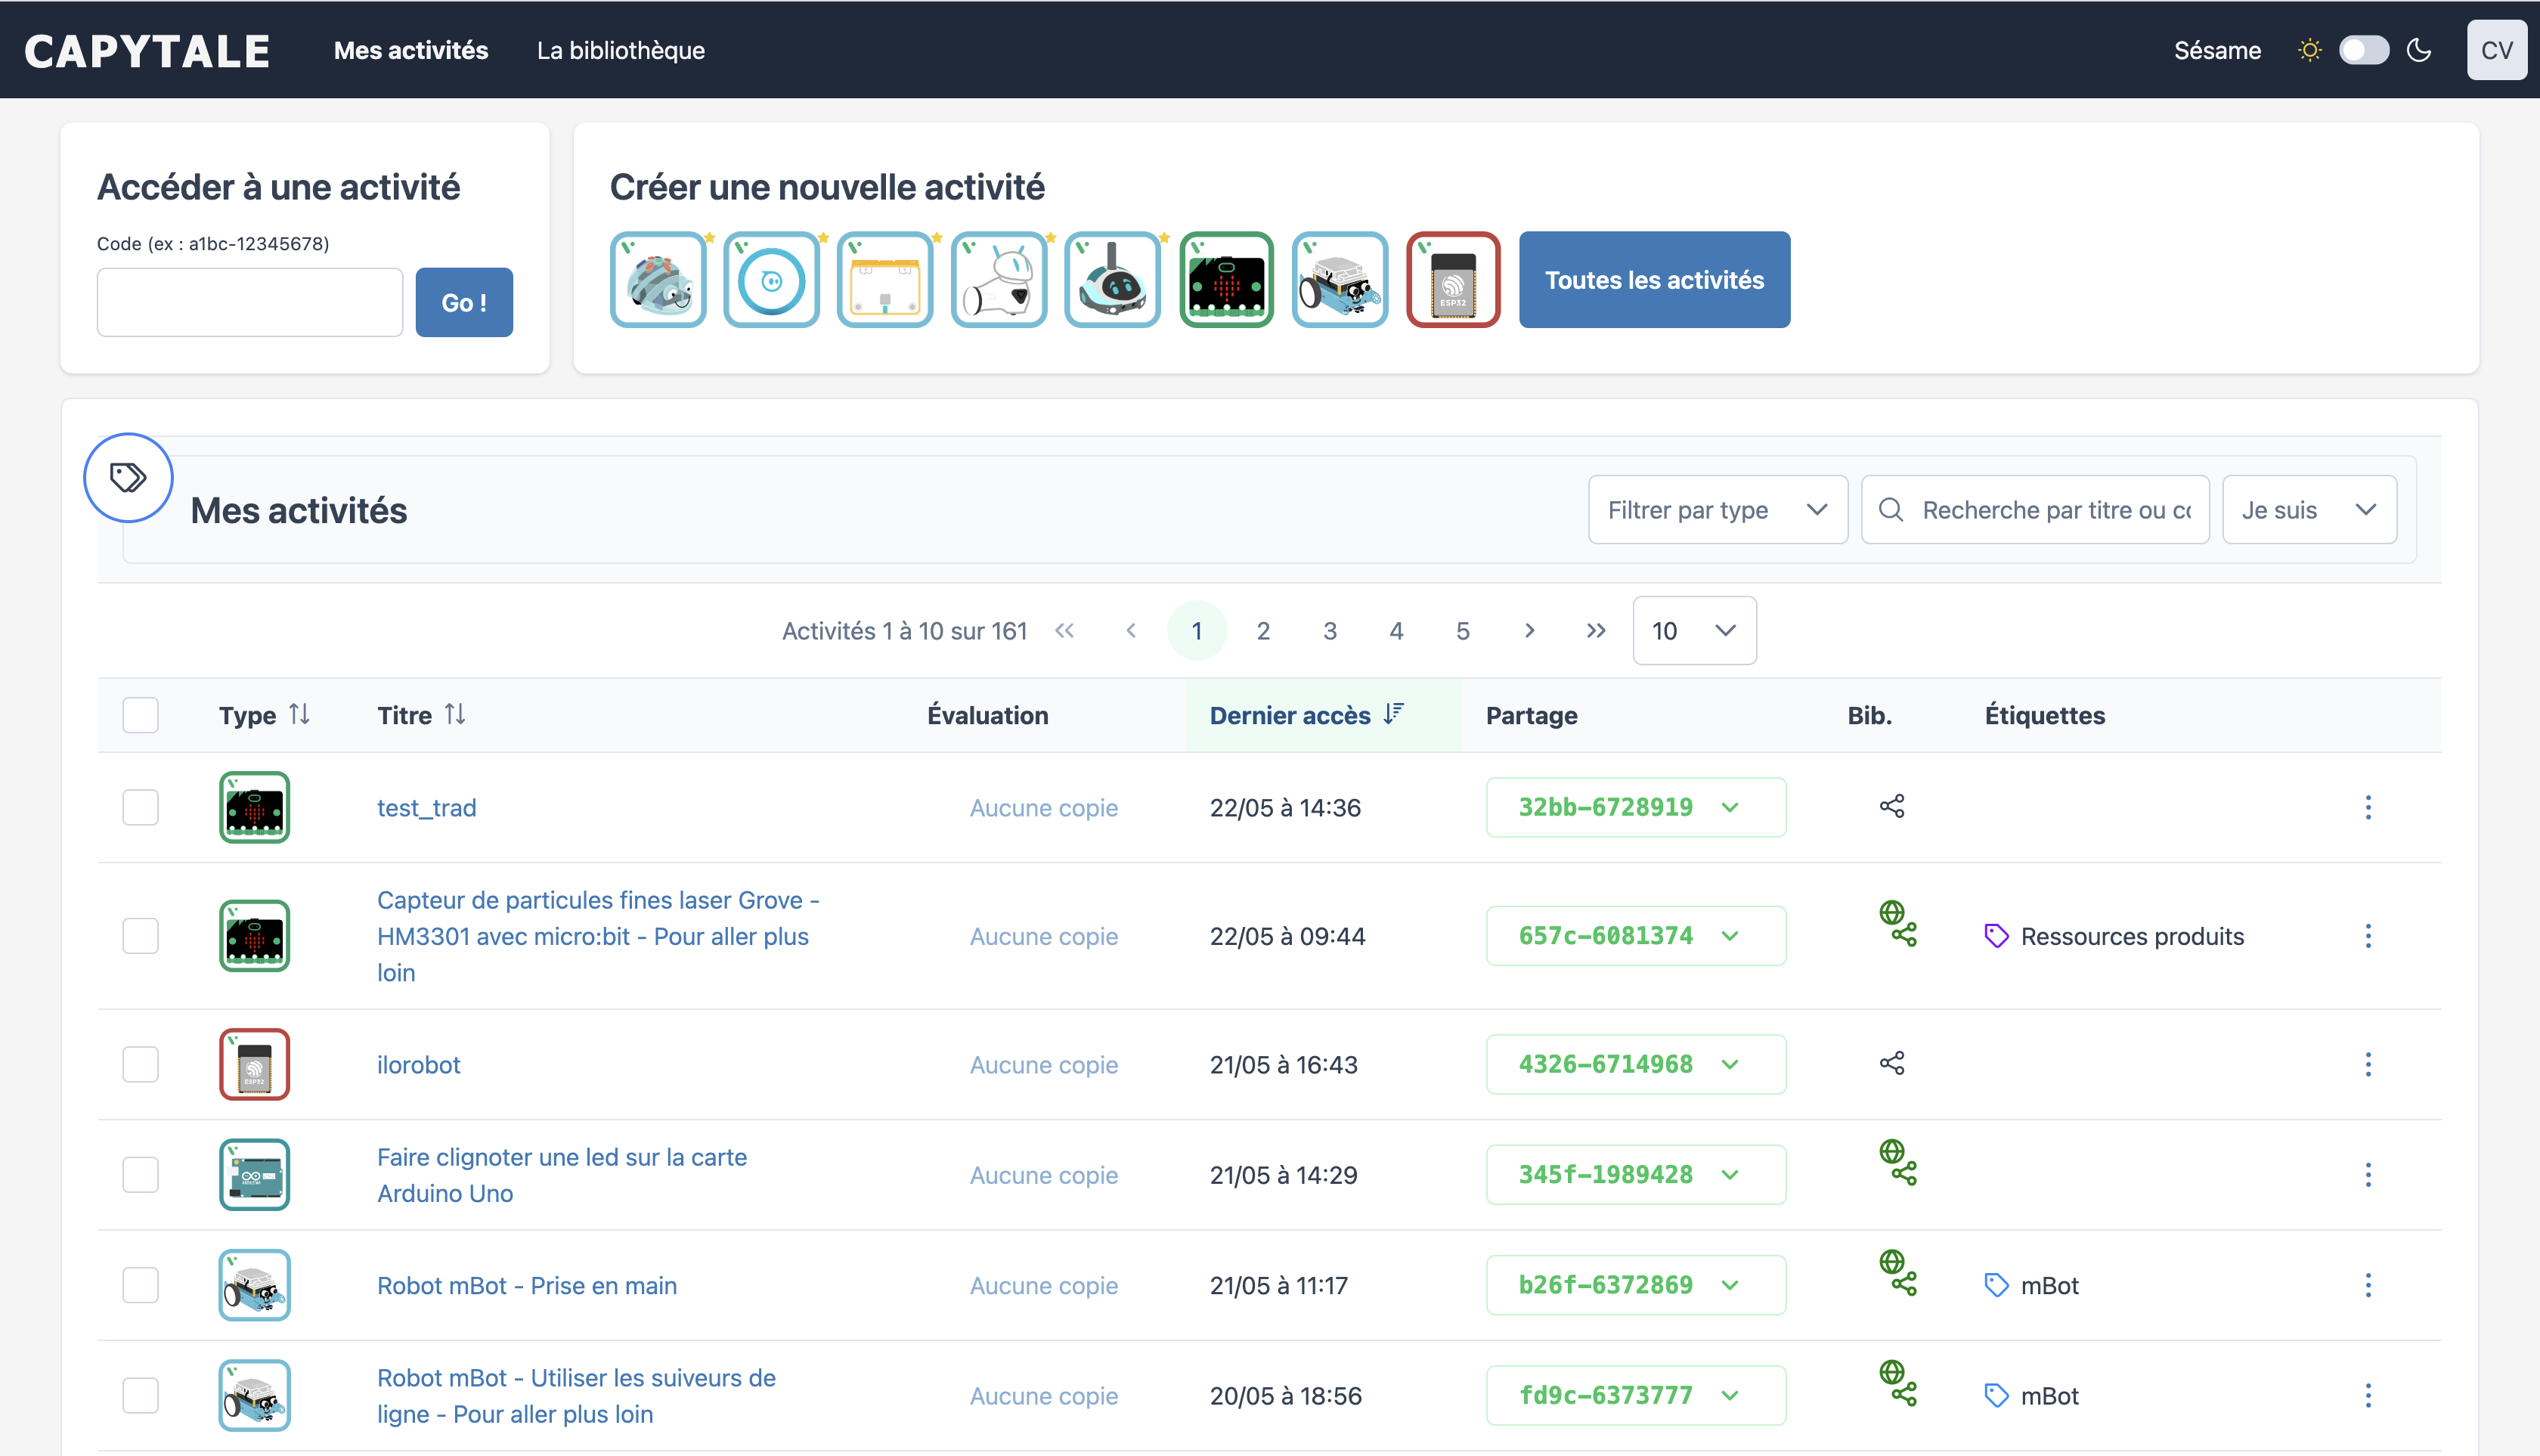 CAPYTALE
Mes activités
La bibliothèque
Sésame
CV
Accéder à une activité
Code (ex : a1bc-12345678)
Go !
Créer une nouvelle activité
ESP32
Toutes les activités
Mes activités
Filtrer par type
Recherche par titre ou cc
Je suis
Activités 1 à 10 sur 161
1 2 3 4 5
10
Type Titre Évaluation Dernier accès Partage Bib. Étiquettes
test_trad
Aucune copie
22/05 à 14:36
32bb-6728919
Capteur de particules fines laser Grove -
HM3301 avec micro:bit - Pour aller plus
loin
Aucune copie
22/05 à 09:44
657c-6081374
Ressources produits
ESP32
ilorobot
Aucune copie
21/05 à 16:43
4326-6714968
Faire clignoter une led sur la carte
Arduino Uno
Aucune copie
21/05 à 14:29
345f-1989428
Robot mBot - Prise en main
Aucune copie
21/05 à 11:17
b26f-6372869
mBot
Robot mBot - Utiliser les suiveurs de
ligne - Pour aller plus loin
Aucune copie
20/05 à 18:56
fd9c-6373777
mBot